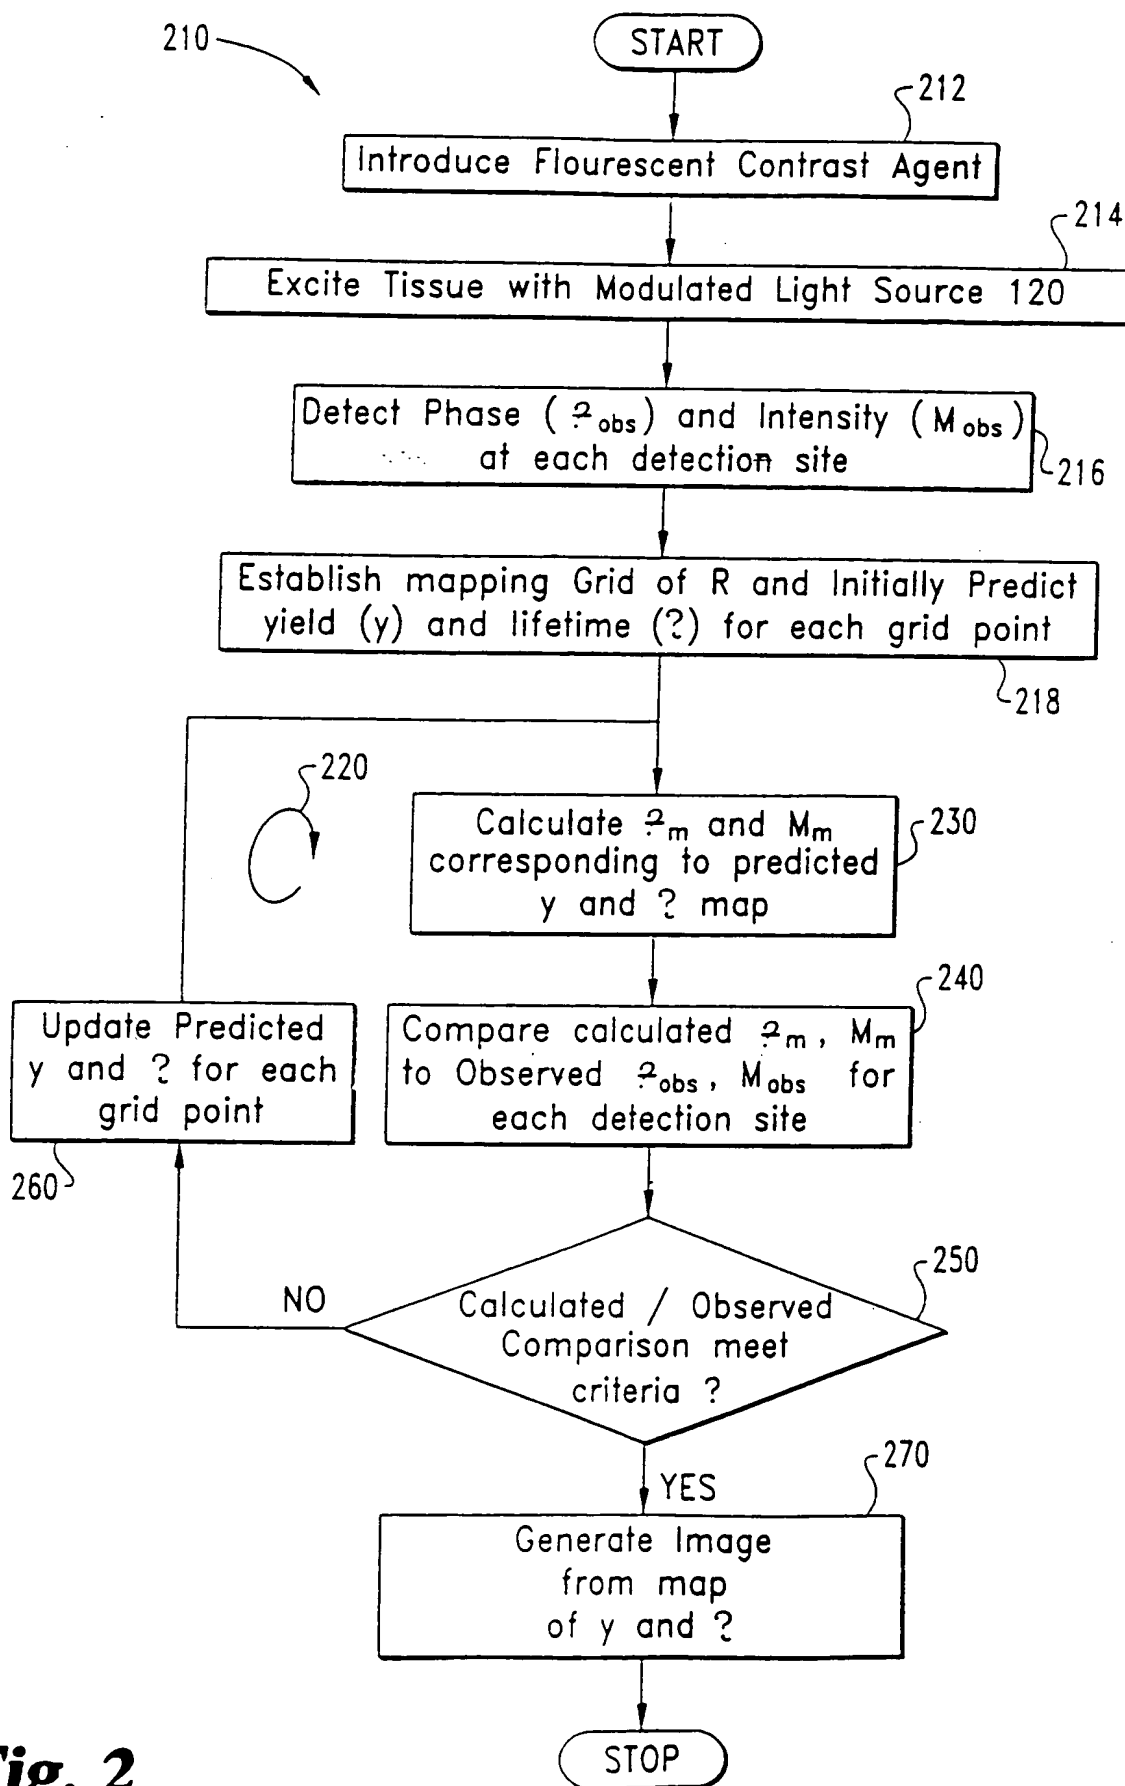 210
START
212
Introduce Flourescent Contrast Agent
214
Excite Tissue with Modulated Light Source 120
Detect Phase (?obs) and Intensity (Mobs)
at each detection site
216
Establish mapping Grid of R and Initially Predict
yield (y) and lifetime (?) for each grid point
218
220
Calculate ?m and Mm
corresponding to predicted
y and ? map
230
240
Compare calculated ?m, Mm
to Observed ?obs, Mobs for
each detection site
Update Predicted
y and ? for each
grid point
260
250
NO
Calculated / Observed
Comparison meet
criteria ?
YES
270
Generate Image
from map
of y and ?
STOP
Fig. 2